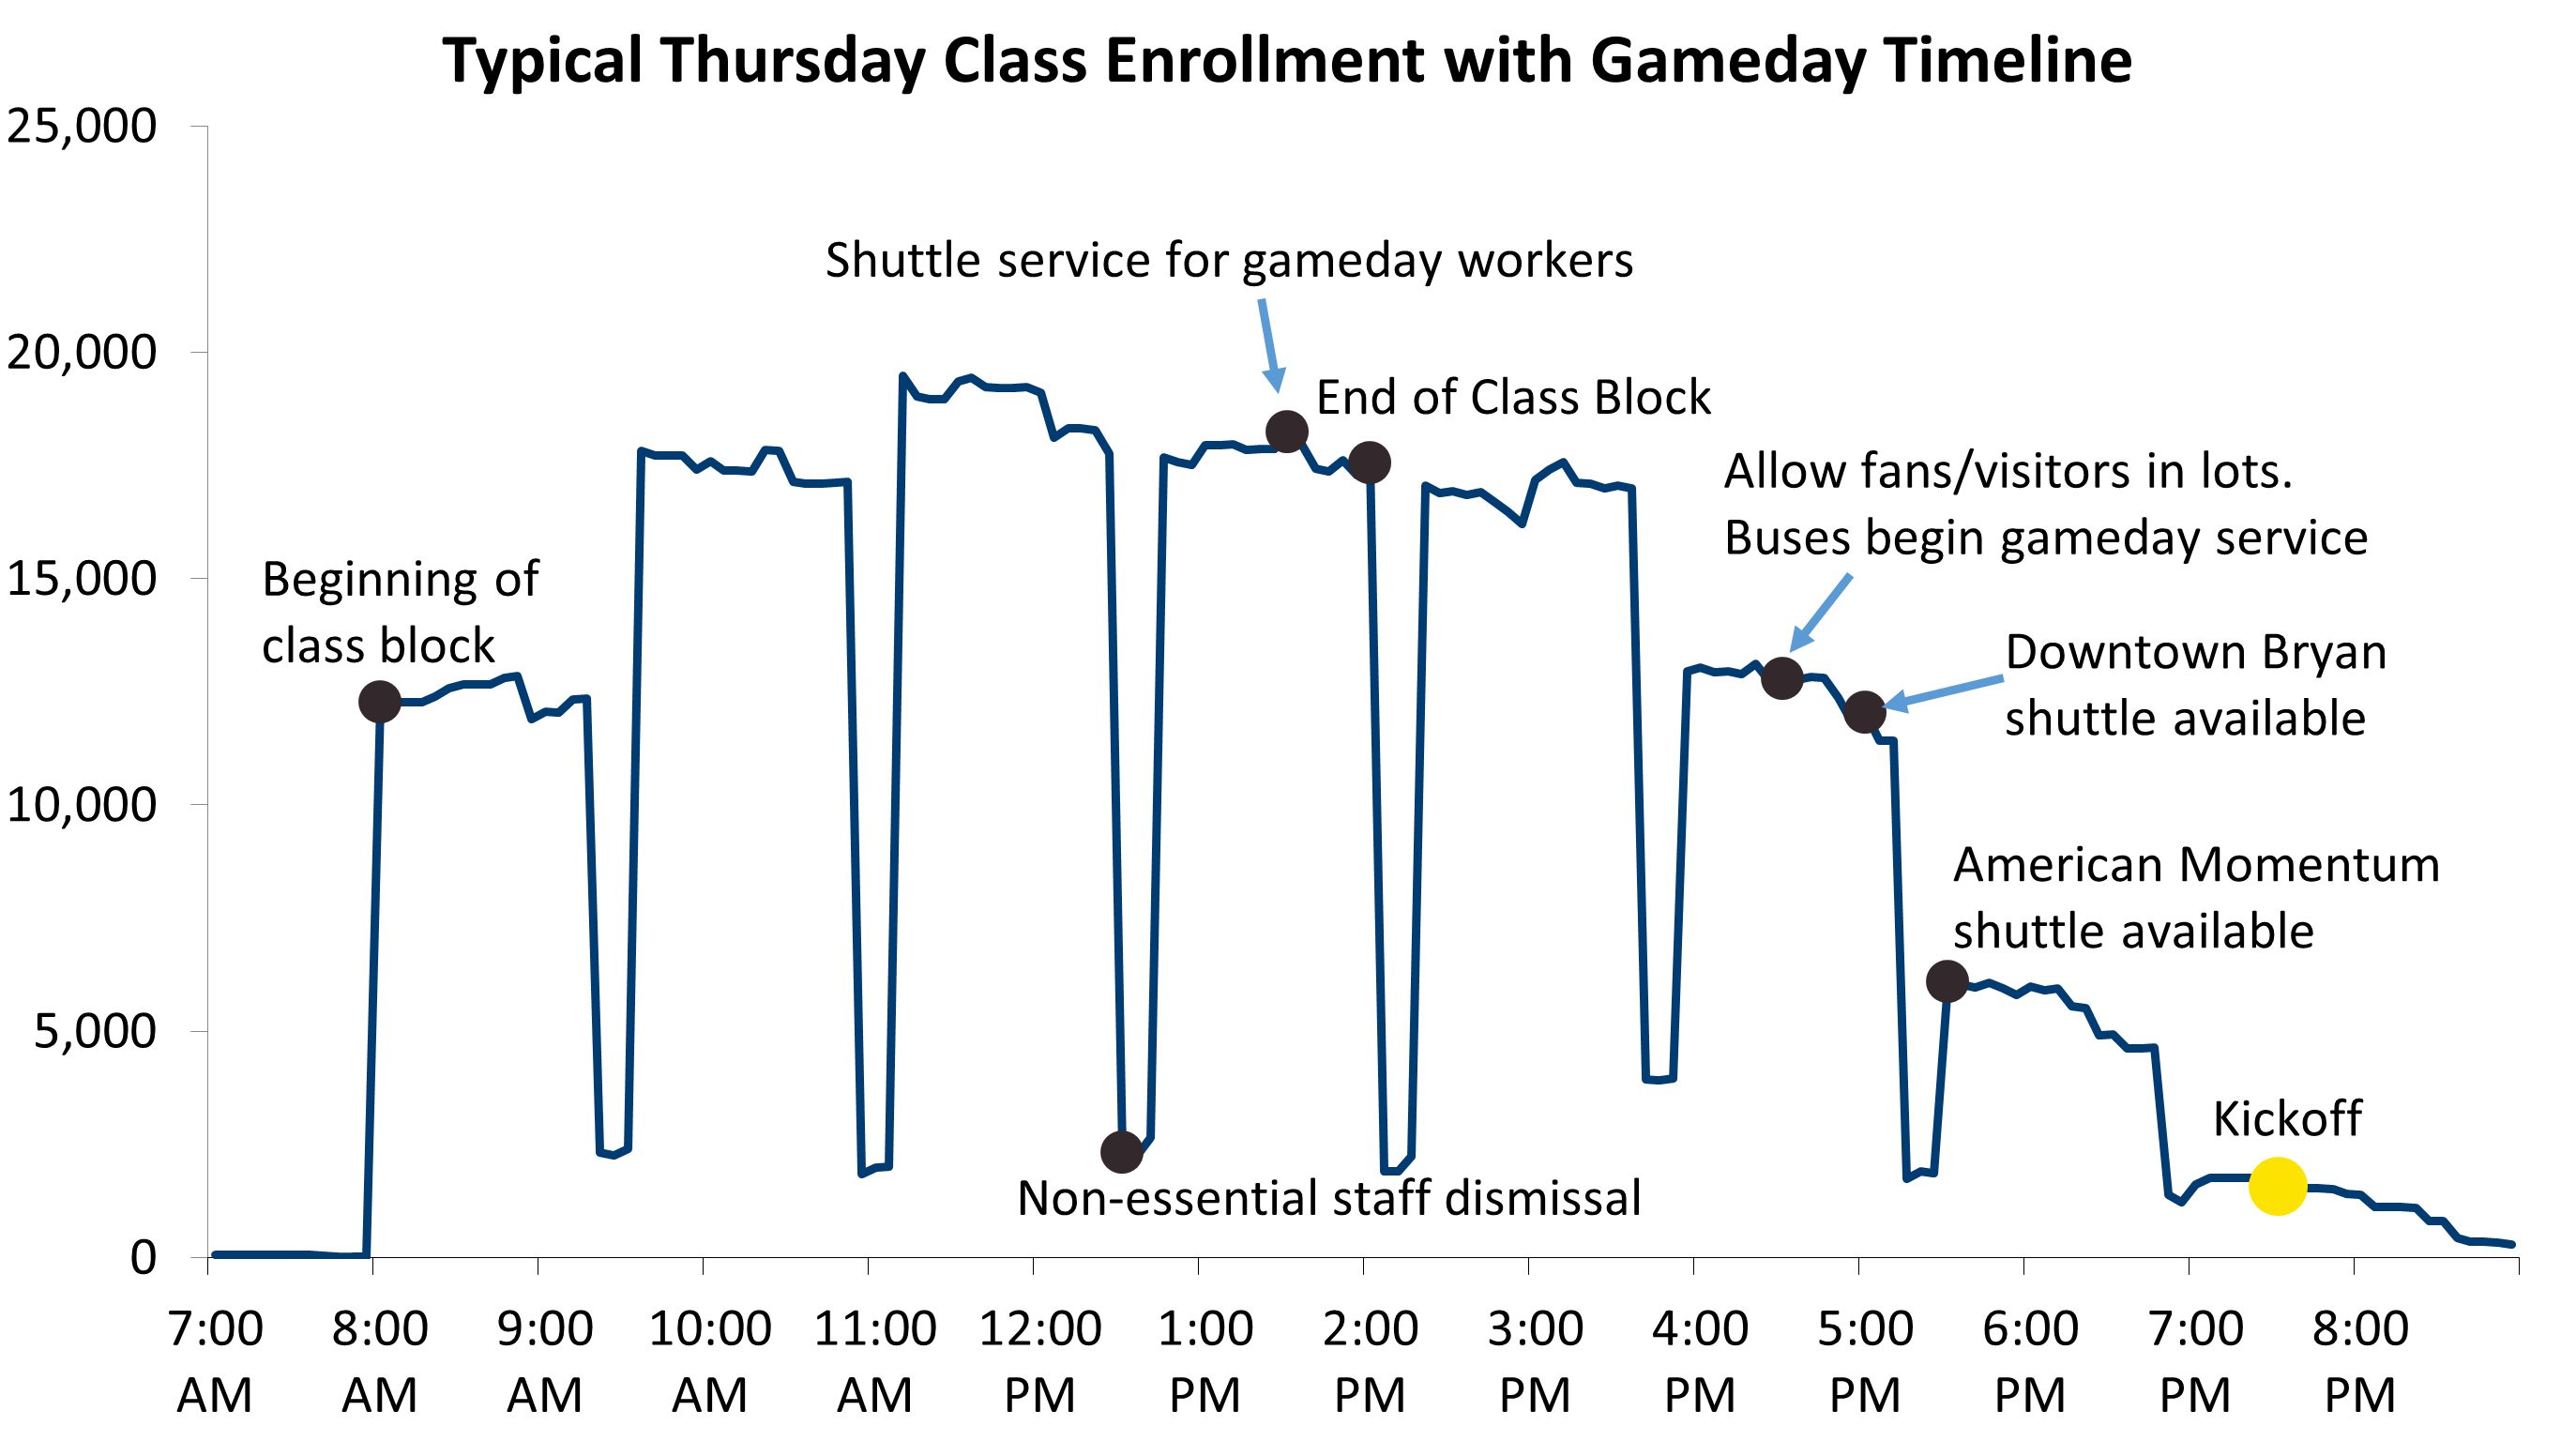 Typical Thursday Class Enrollment with Gameday Timeline
25,000
20,000
15,000
10,000
5,000
0
Shuttle service for gameday workers
End of Class Block
Allow fans/visitors in lots.
Buses begin gameday service
Beginning of
class block
Downtown Bryan
shuttle available
American Momentum
shuttle available
Kickoff
Non-essential staff dismissal
7:00 8:00 9:00 10:00 11:00 12:00 1:00 2:00 3:00 4:00 5:00 6:00 7:00 8:00
AM AM AM AM AM PM PM PM PM PM PM PM PM PM